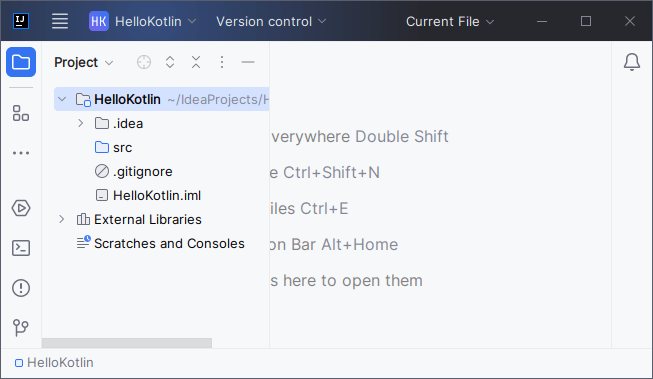 IJ HK HelloKotlin Version control Current File
Project
HelloKotlin ~/IdeaProjects/H
.idea
src
.gitignore
HelloKotlin.iml
External Libraries
Scratches and Consoles
verywhere Double Shift
e Ctrl+Shift+N
iles Ctrl+E
on Bar Alt+Home
s here to open them
HelloKotlin